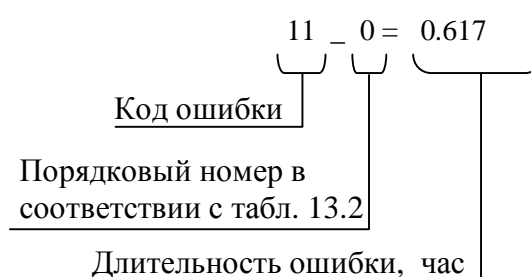 11 _ 0 = 0.617
Код ошибки
Порядковый номер в
соответствии с табл. 13.2
Длительность ошибки, час